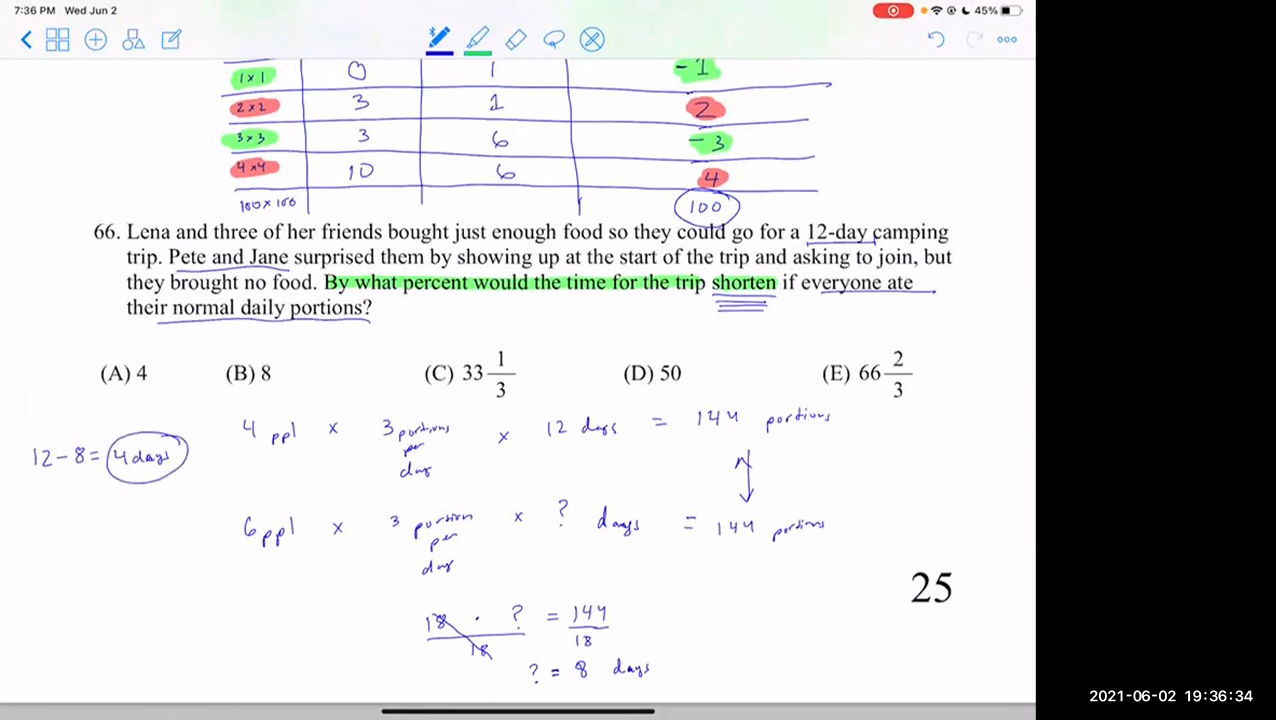 7:36 PM Wed Jun 2
45%
1 x 1 0 1 - 1
2 x 2 3 1 2
3 x 3 3 6 - 3
4 x 4 10 6 4
100 x 100 100
66. Lena and three of her friends bought just enough food so they could go for a 12-day camping
trip. Pete and Jane surprised them by showing up at the start of the trip and asking to join, but
they brought no food. By what percent would the time for the trip shorten if everyone ate
their normal daily portions?
(A) 4 (B) 8 (C) 33 1/3 (D) 50 (E) 66 2/3
4 ppl x 3 portions per day x 12 days = 144 portions
12 - 8 = 4 days
6 ppl x 3 portion per day x ? days = 144 portions
25
18 · ? / 18 = 144 / 18
? = 8 days
2021-06-02 19:36:34